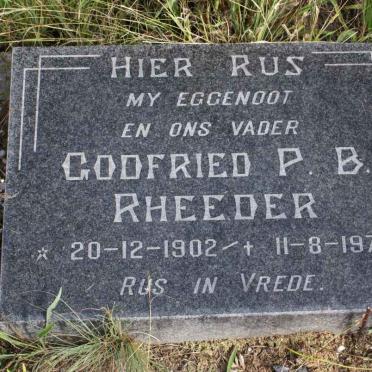 HIER RUS
MY EGGENOOT
EN ONS VADER
GODFRIED P. B.
RHEEDER
* 20-12-1902 / + 11-8-197
RUS IN VREDE.